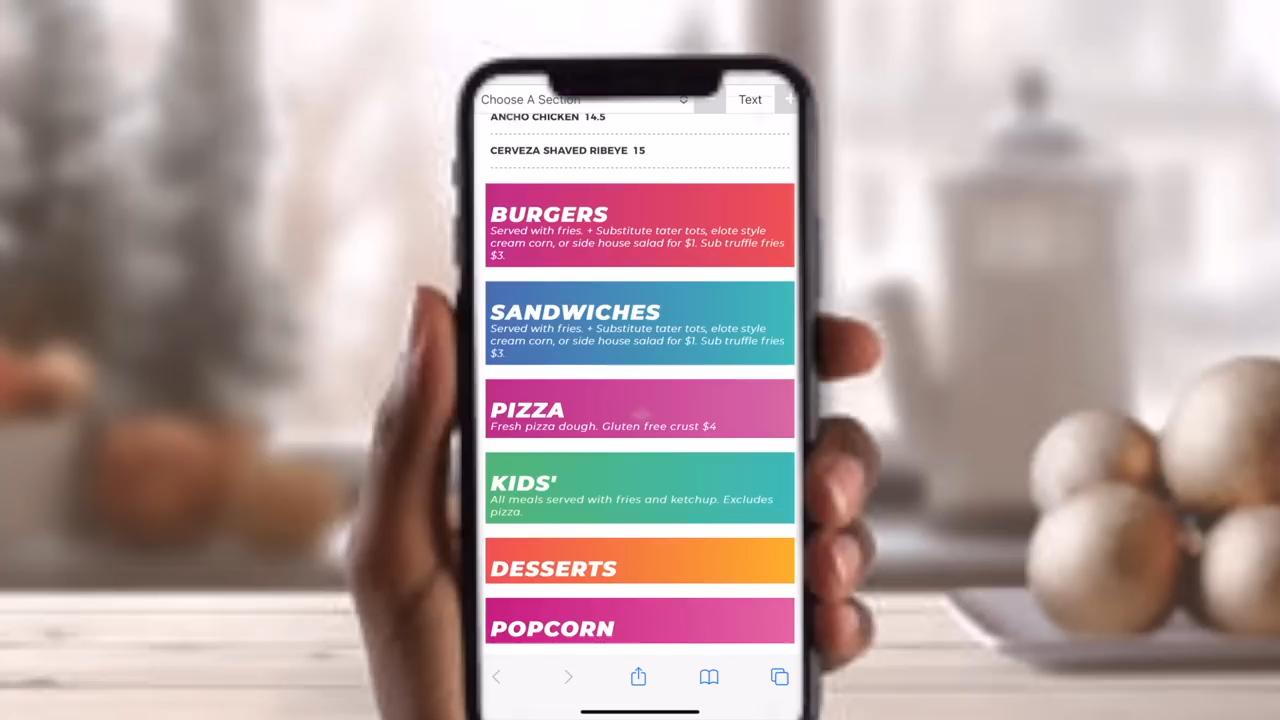 Choose A Section
Text +
ANCHO CHICKEN 14.5
CERVEZA SHAVED RIBEYE 15
BURGERS
Served with fries. + Substitute tater tots, elote style
cream corn, or side house salad for $1. Sub truffle fries
$3.
SANDWICHES
Served with fries. + Substitute tater tots, elote style
cream corn, or side house salad for $1. Sub truffle fries
$3.
PIZZA
Fresh pizza dough. Gluten free crust $4
KIDS'
All meals served with fries and ketchup. Excludes
pizza.
DESSERTS
POPCORN